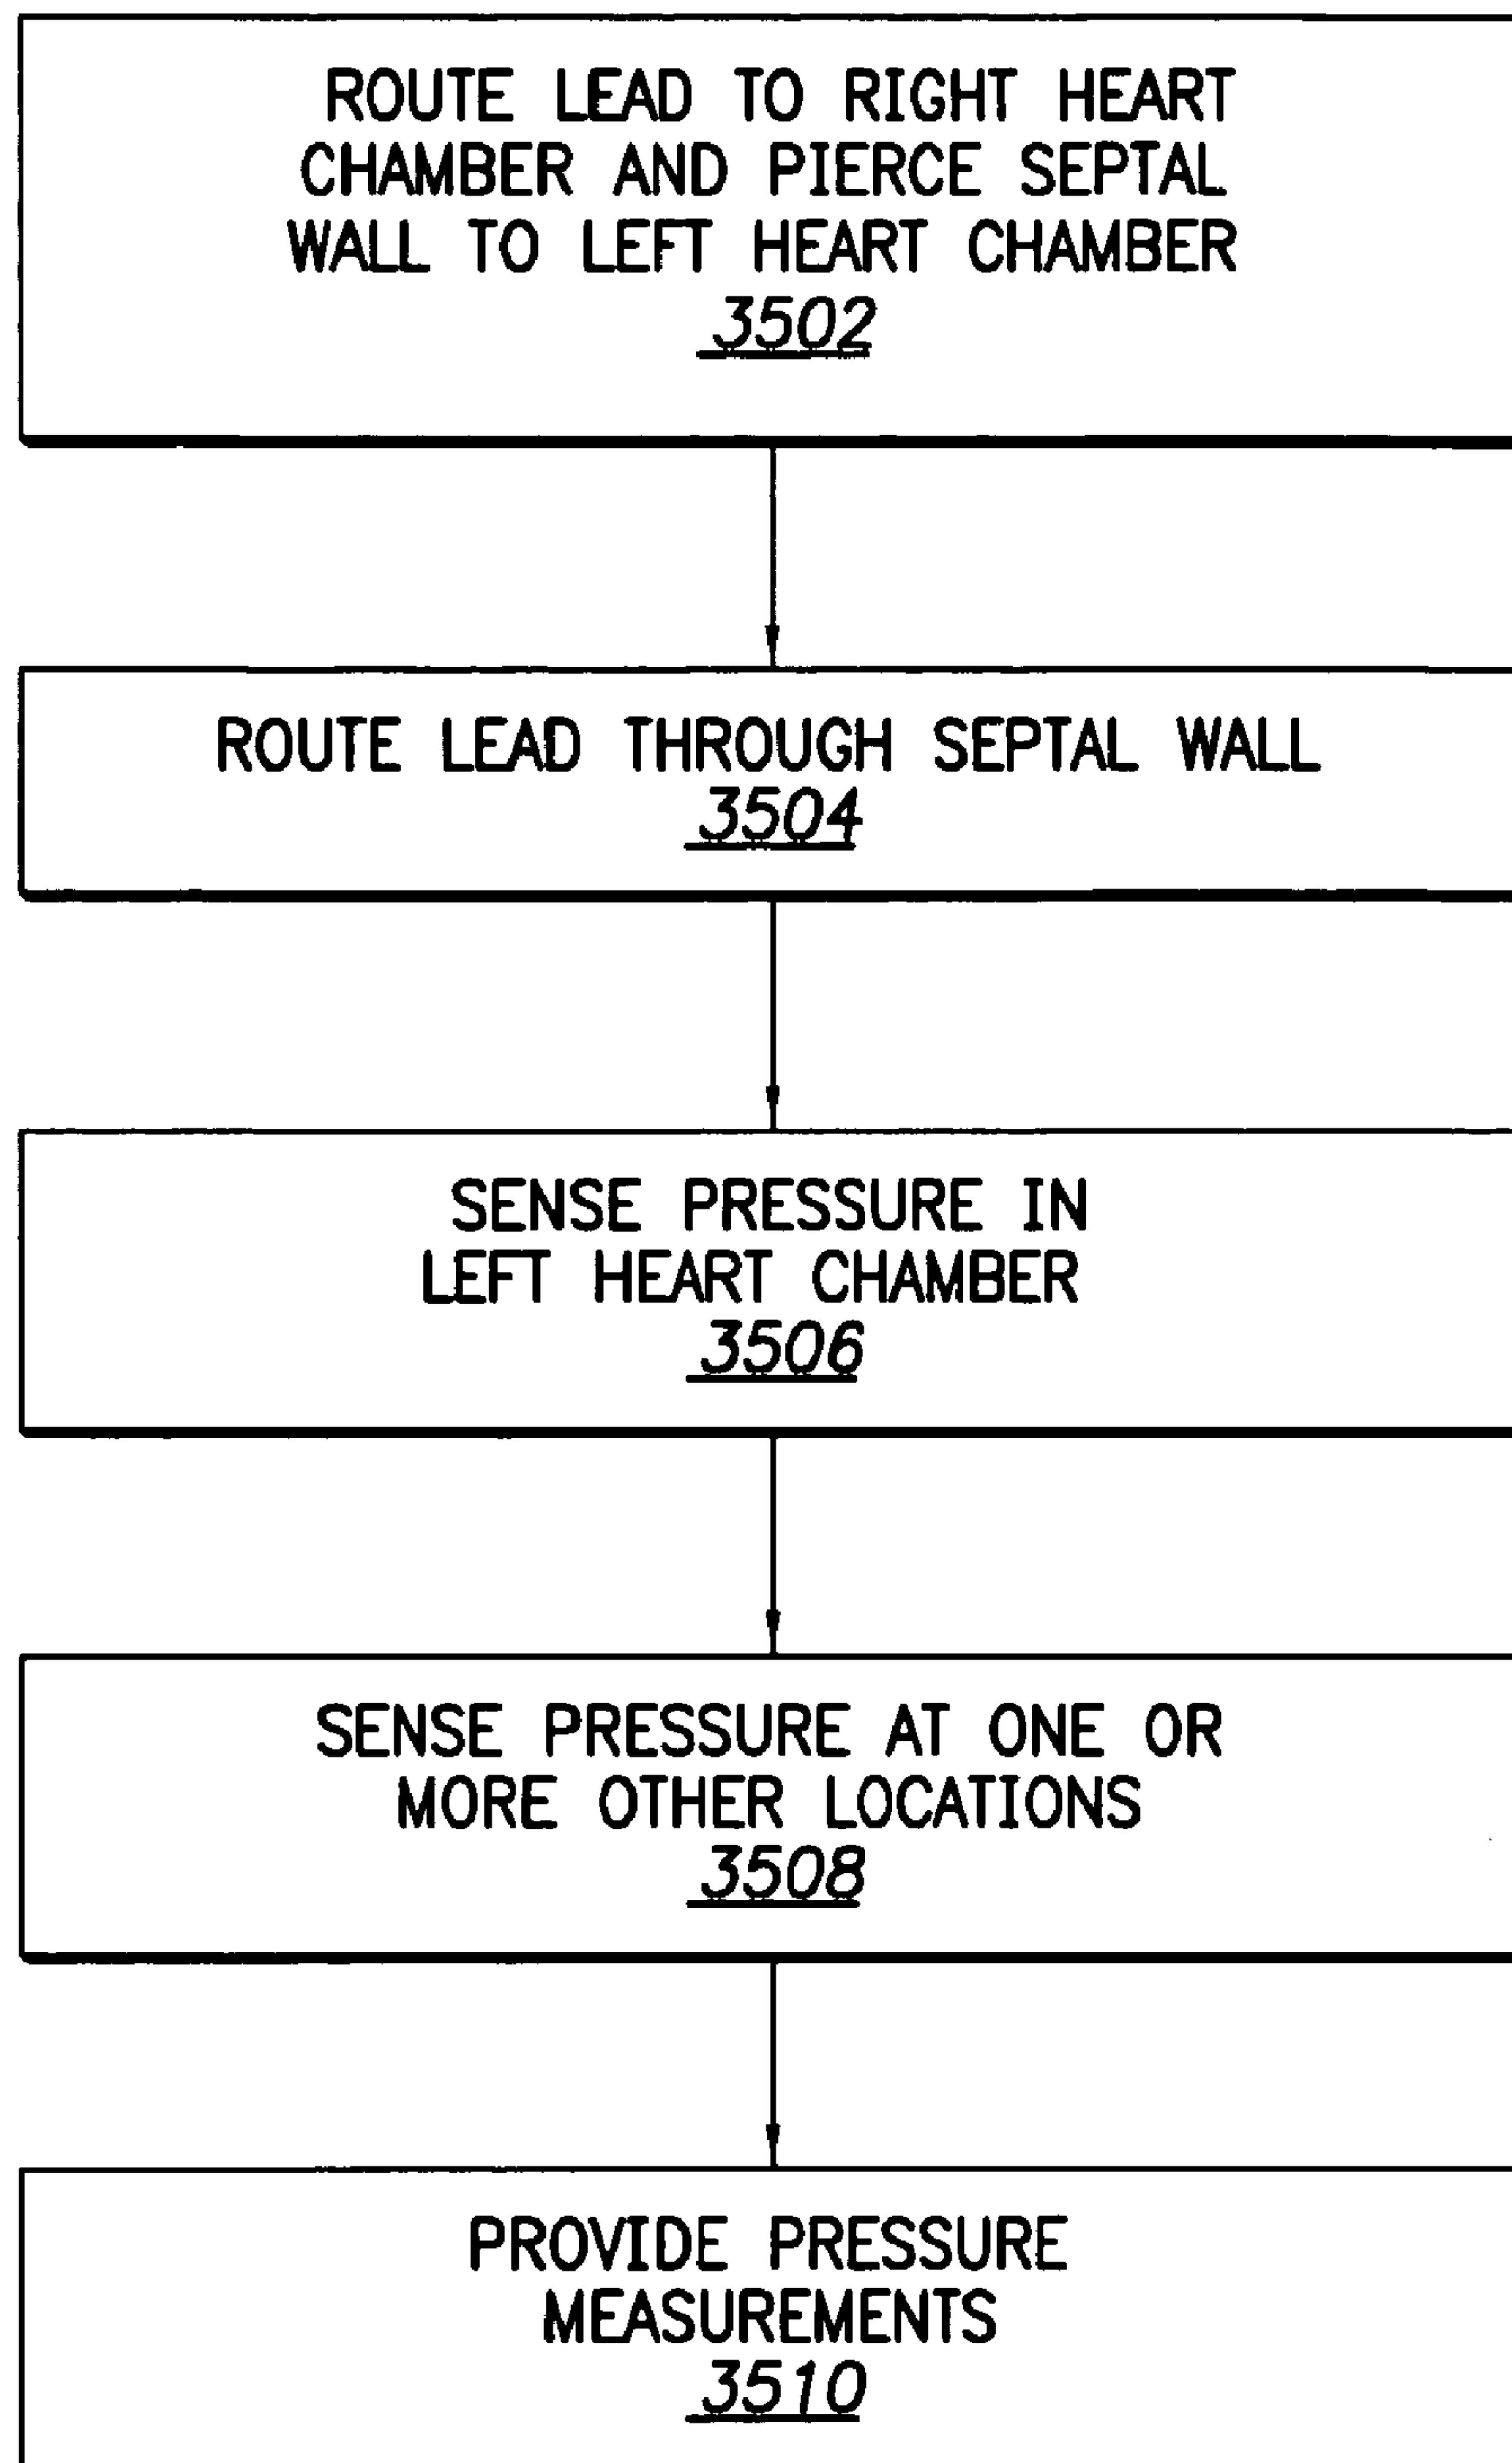 ROUTE LEAD TO RIGHT HEART
CHAMBER AND PIERCE SEPTAL
WALL TO LEFT HEART CHAMBER
3502
ROUTE LEAD THROUGH SEPTAL WALL
3504
SENSE PRESSURE IN
LEFT HEART CHAMBER
3506
SENSE PRESSURE AT ONE OR
MORE OTHER LOCATIONS
3508
PROVIDE PRESSURE
MEASUREMENTS
3510